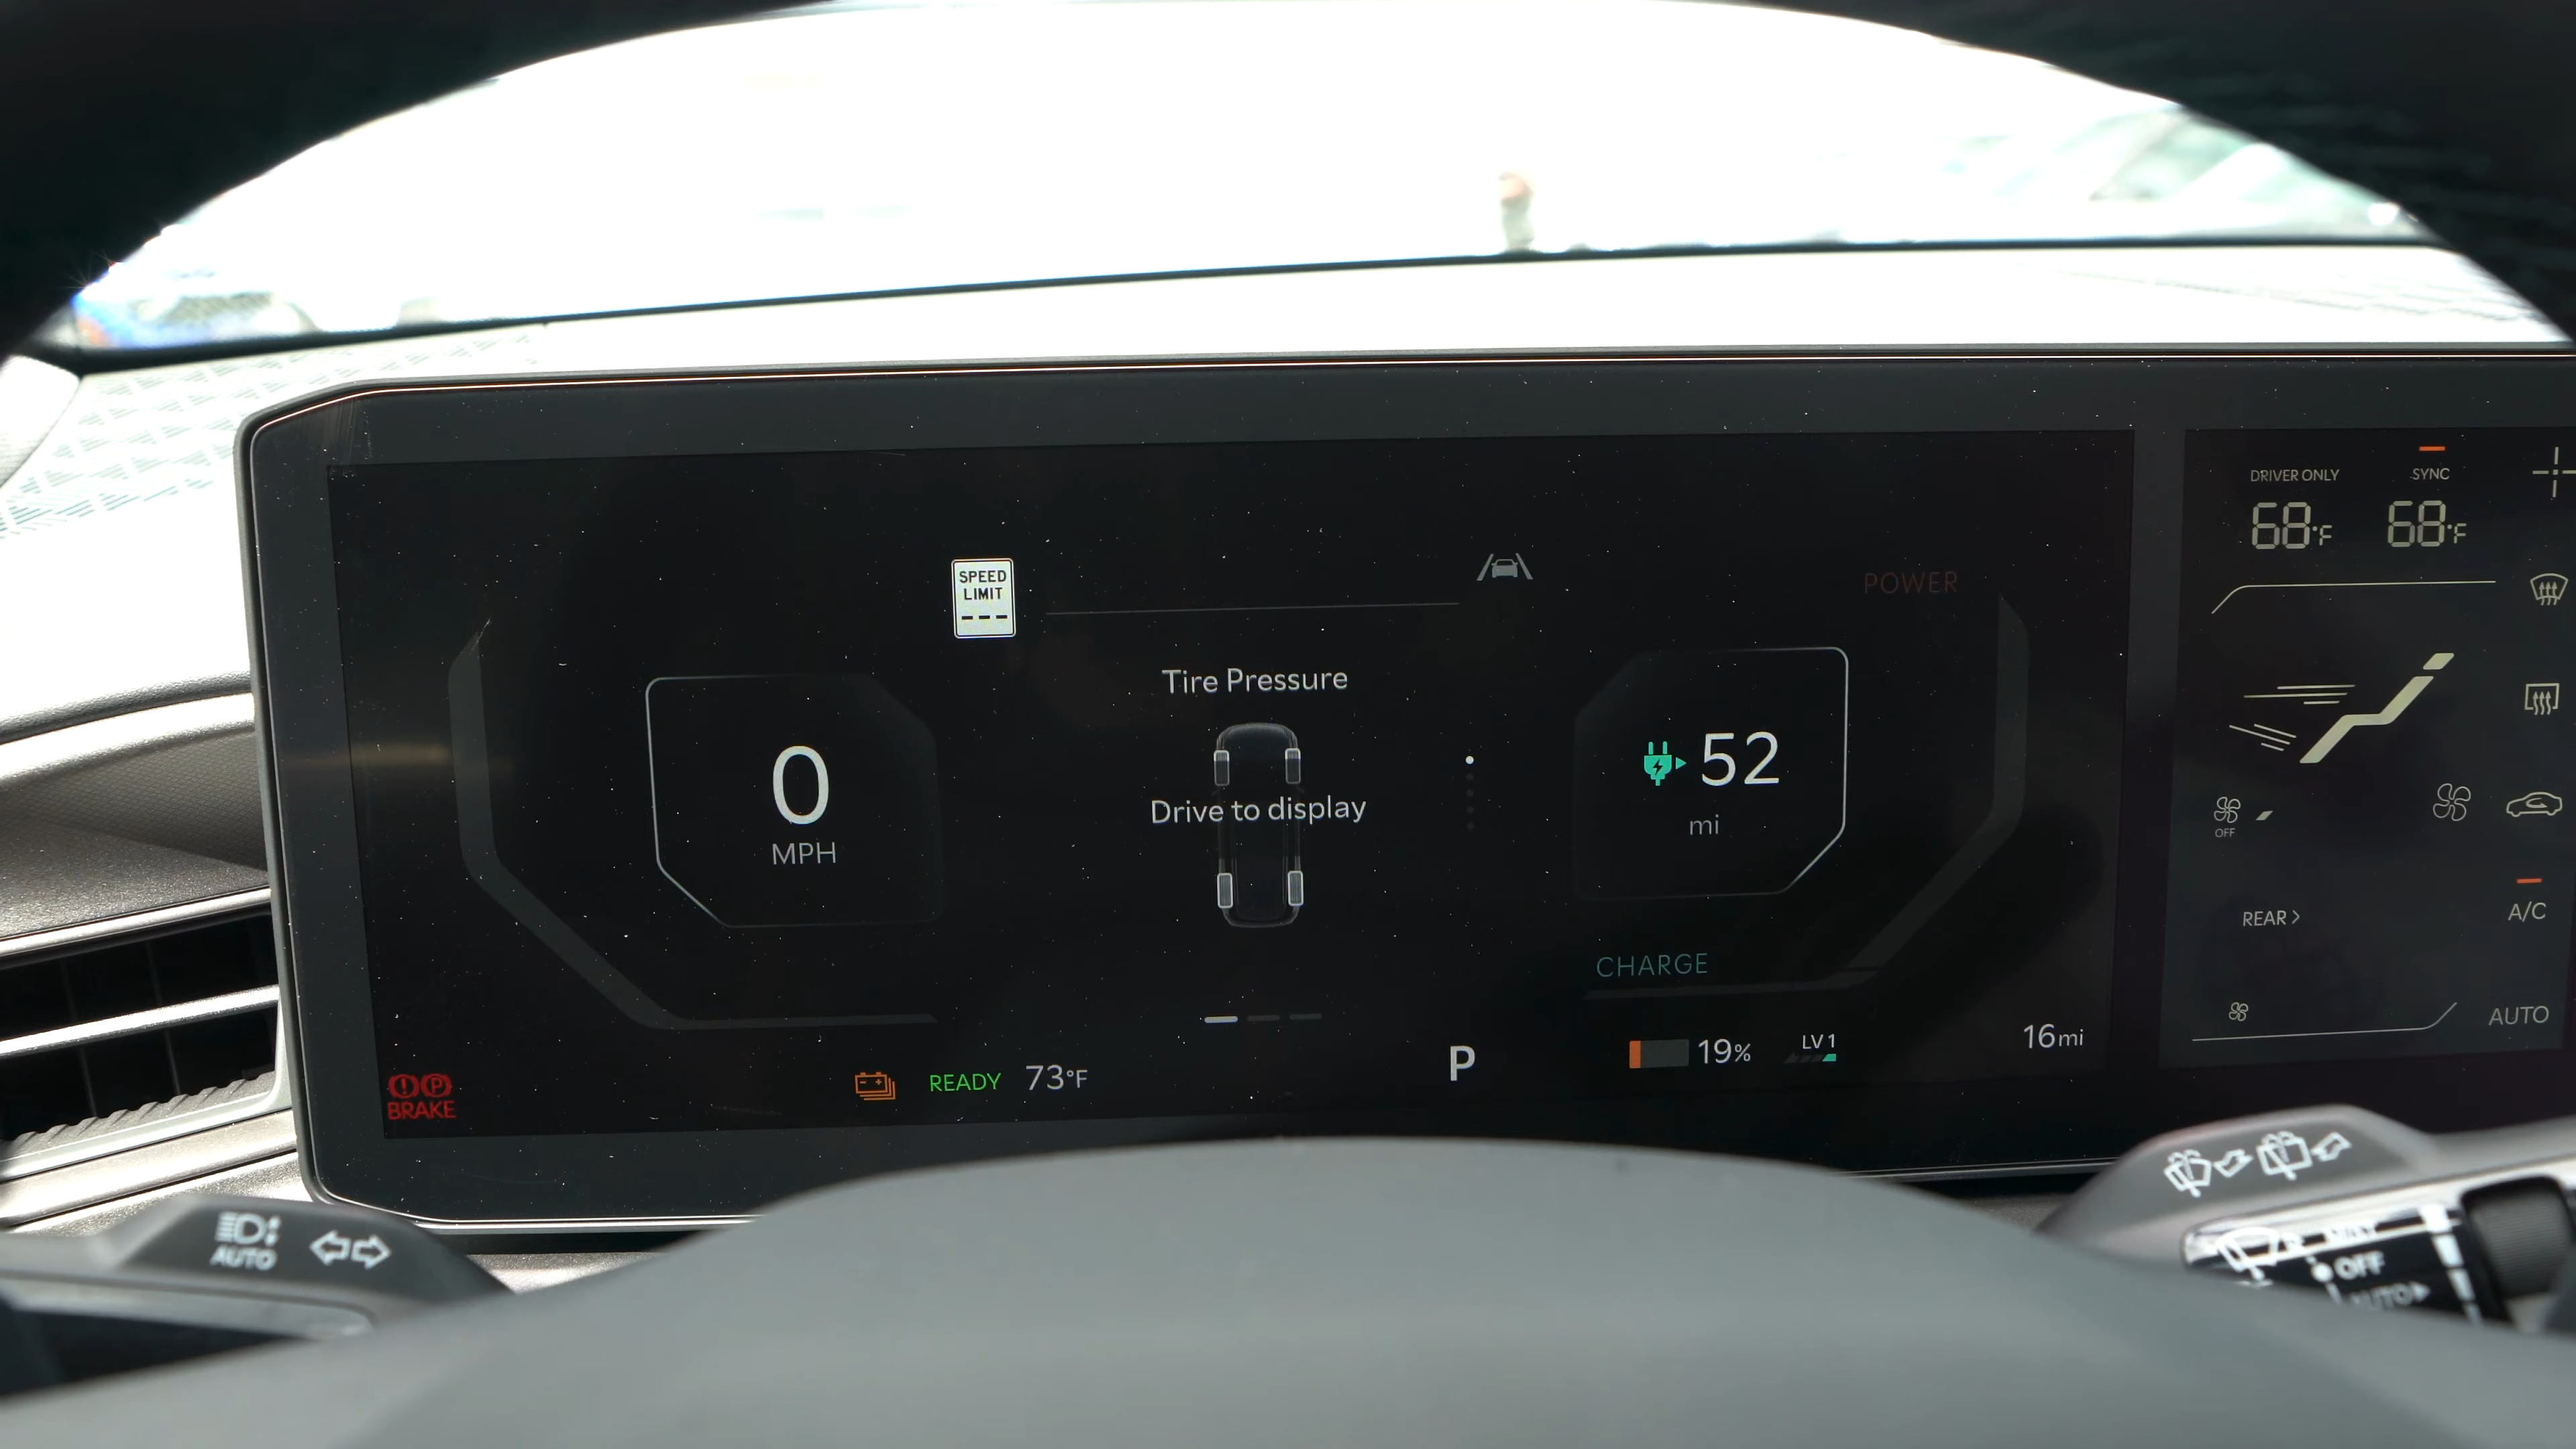 DRIVER ONLY
SYNC
68°F
68°F
SPEED
LIMIT
---
POWER
Tire Pressure
0
MPH
Drive to display
52
mi
OFF
REAR >
A/C
CHARGE
AUTO
BRAKE
READY
73°F
P
19%
LV 1
16mi
AUTO
OFF
AUTO